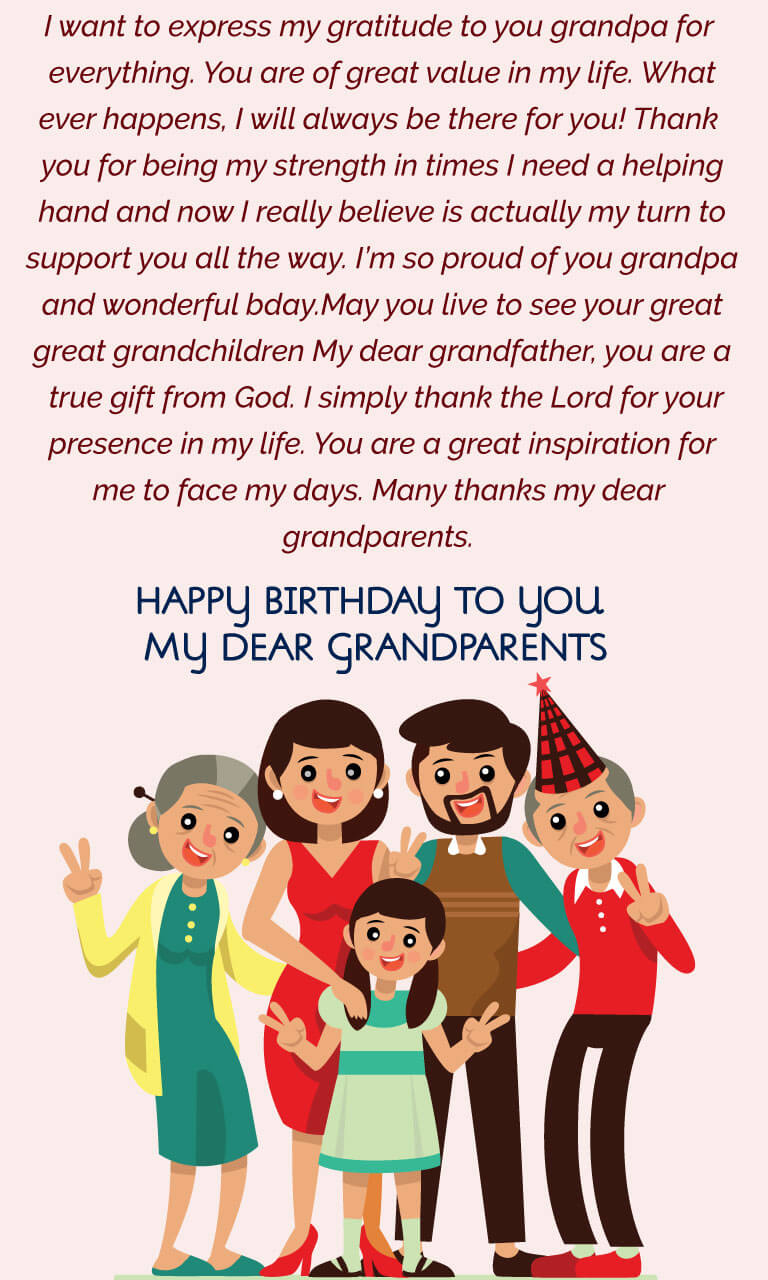 I want to express my gratitude to you grandpa for
everything. You are of great value in my life. What
ever happens, I will always be there for you! Thank
you for being my strength in times I need a helping
hand and now I really believe is actually my turn to
support you all the way. I’m so proud of you grandpa
and wonderful bday.May you live to see your great
great grandchildren My dear grandfather, you are a
true gift from God. I simply thank the Lord for your
presence in my life. You are a great inspiration for
me to face my days. Many thanks my dear
grandparents.
HAPPY BIRTHDAY TO YOU
MY DEAR GRANDPARENTS